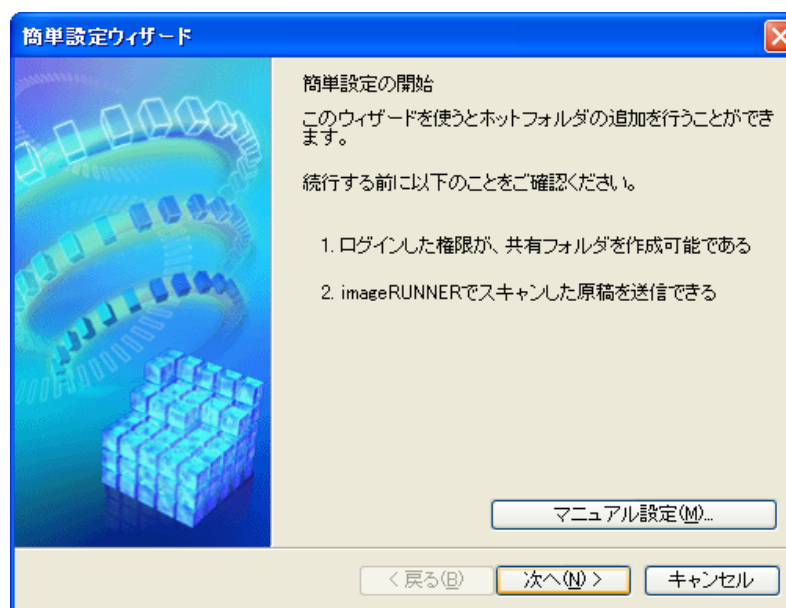 簡単設定ウィザード
簡単設定の開始
このウィザードを使うとホットフォルダの追加を行うことができ
ます。
続行する前に以下のことをご確認ください。
1. ログインした権限が、共有フォルダを作成可能である
2. imageRUNNERでスキャンした原稿を送信できる
マニュアル設定(M)...
< 戻る(B) 次へ(N) > キャンセル